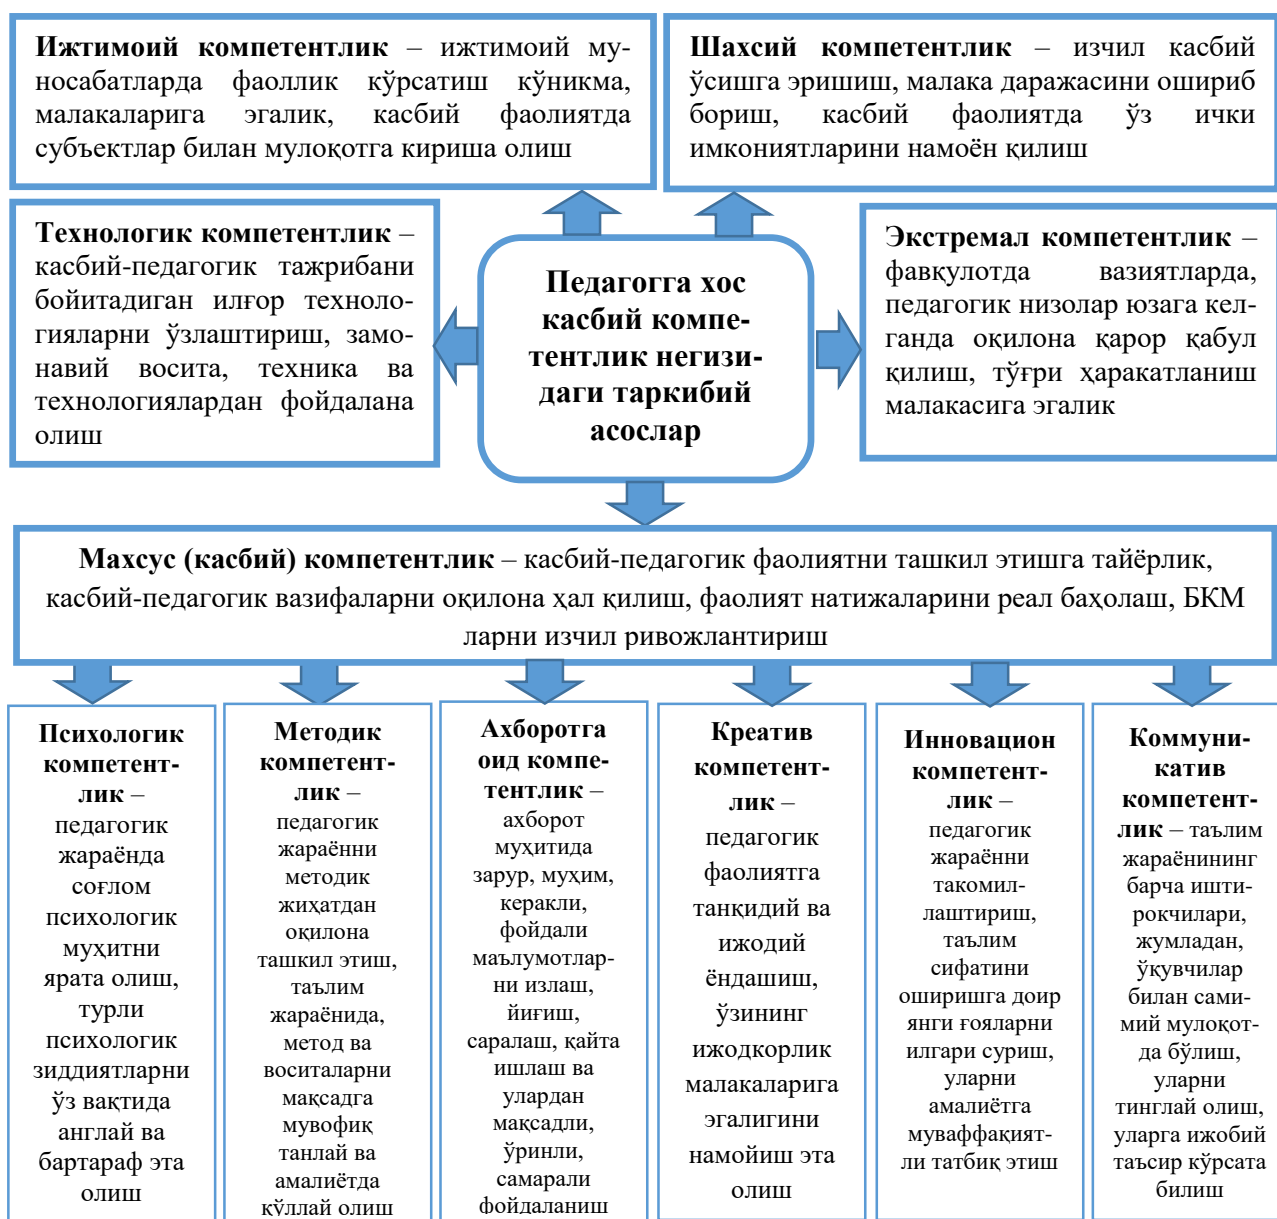 Ижтимоий компетентлик – ижтимоий му-
носабатларда фаоллик кўрсатиш кўникма,
малакаларига эгалик, касбий фаолиятда
субъектлар билан мулоқотга кириша олиш
Шахсий компетентлик – изчил касбий
ўсишга эришиш, малака даражасини ошириб
бориш, касбий фаолиятда ўз ички
имкониятларини намоён қилиш
Технологик компетентлик –
касбий-педагогик тажрибани
бойитадиган илғор техноло-
гияларни ўзлаштириш, замо-
навий восита, техника ва
технологиялардан фойдалана
олиш
Педагогга хос
касбий компе-
тентлик негизи-
даги таркибий
асослар
Экстремал компетентлик –
фавқулотда вазиятларда,
педагогик низолар юзага кел-
ганда оқилона қарор қабул
қилиш, тўғри ҳаракатланиш
малакасига эгалик
Махсус (касбий) компетентлик – касбий-педагогик фаолиятни ташкил этишга тайёрлик,
касбий-педагогик вазифаларни оқилона ҳал қилиш, фаолият натижаларини реал баҳолаш, БКМ
ларни изчил ривожлантириш
Психологик
компетент-
лик –
педагогик
жараёнда
соғлом
психологик
муҳитни
ярата олиш,
турли
психологик
зиддиятларни
ўз вақтида
англай ва
бартараф эта
олиш
Методик
компетент-
лик –
педагогик
жараённи
методик
жиҳатдан
оқилона
ташкил этиш,
таълим
жараёнида,
метод ва
воситаларни
мақсадга
мувофиқ
танлай ва
амалиётда
қўллай олиш
Ахборотга
оид компе-
тентлик –
ахборот
муҳитида
зарур, муҳим,
керакли,
фойдали
маълумотлар-
ни излаш,
йиғиш,
саралаш, қайта
ишлаш ва
улардан
мақсадли,
ўринли,
самарали
фойдаланиш
Креатив
компетент-
лик –
педагогик
фаолиятга
танқидий ва
ижодий
ёндашиш,
ўзининг
ижодкорлик
малакаларига
эгалигини
намойиш эта
олиш
Инновацион
компетент-
лик –
педагогик
жараённи
такомил-
лаштириш,
таълим
сифатини
оширишга доир
янги ғояларни
илгари суриш,
уларни
амалиётга
муваффақият-
ли татбиқ этиш
Коммуни-
катив
компетент-
лик – таълим
жараёнининг
барча ишти-
рокчилари,
жумладан,
ўқувчилар
билан сами-
мий мулоқот-
да бўлиш,
уларни
тинглай олиш,
уларга ижобий
таъсир кўрсата
билиш